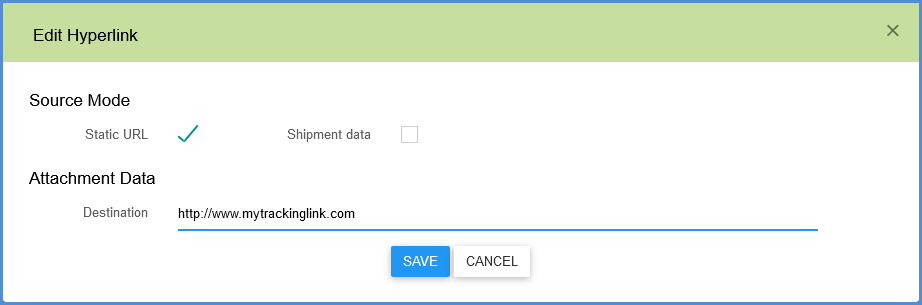 Edit Hyperlink
Source Mode
Static URL Shipment data
Attachment Data
Destination http://www.mytrackinglink.com
SAVE CANCEL